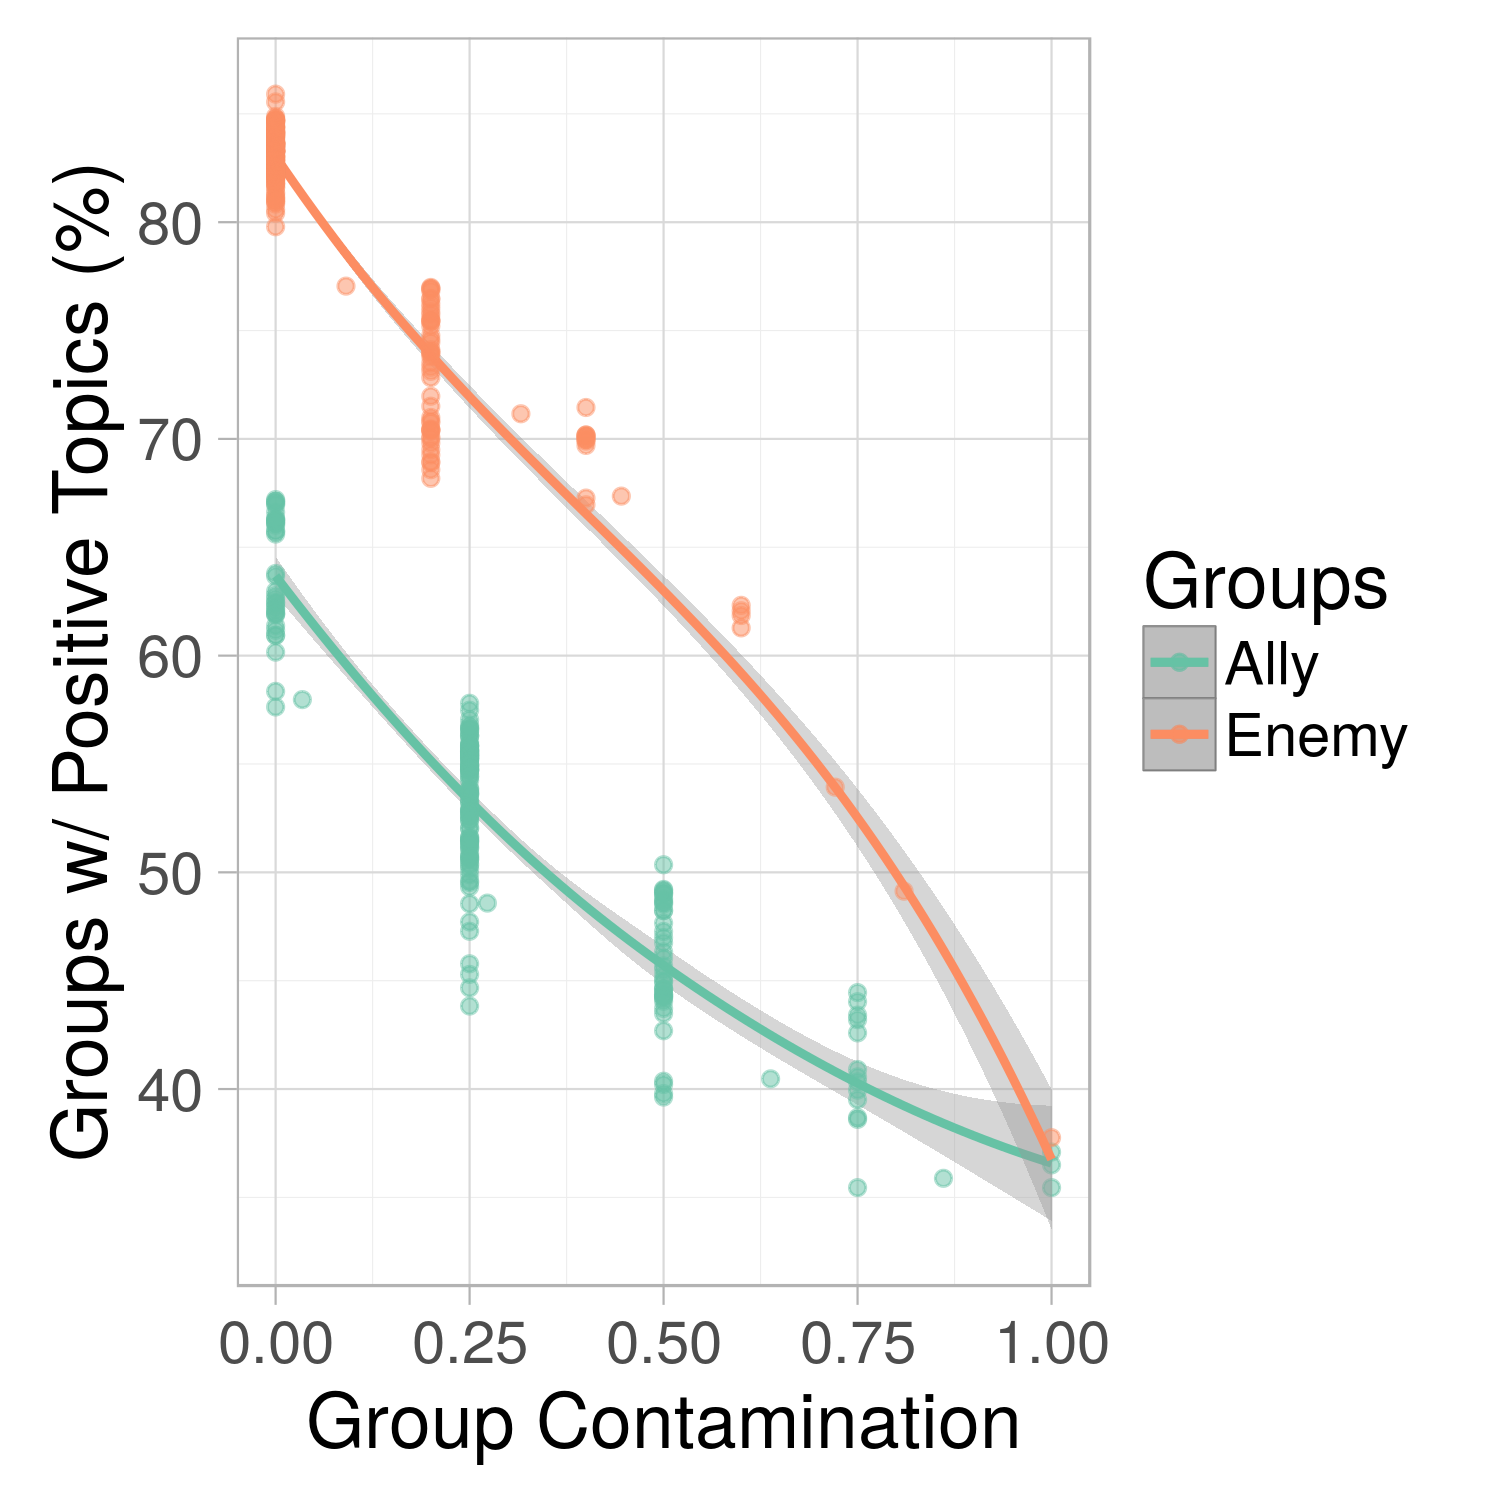 Groups w/ Positive Topics (%)
80
70
60
50
40
0.00 0.25 0.50 0.75 1.00
Group Contamination
Groups
Ally
Enemy